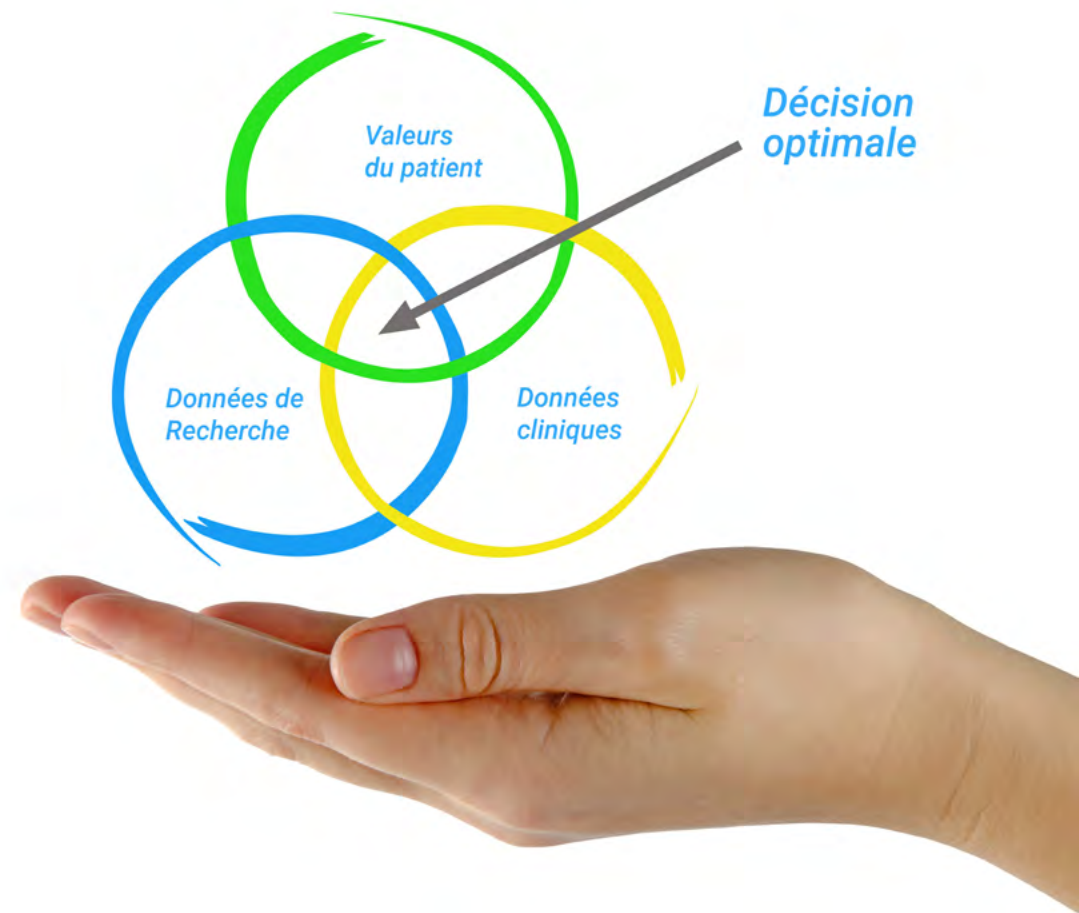 Valeurs
du patient
Décision
optimale
Données de
Recherche
Données
cliniques